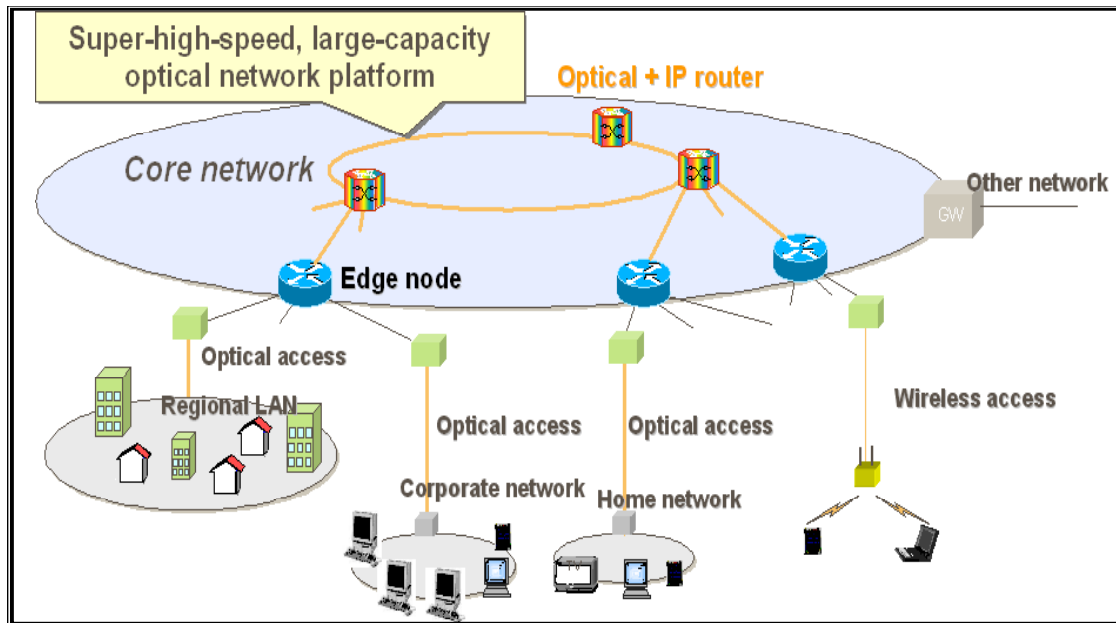 Super-high-speed, large-capacity
optical network platform
Optical + IP router
Core network
Other network
GW
Edge node
Optical access
Regional LAN
Wireless access
Optical access
Optical access
Corporate network
Home network